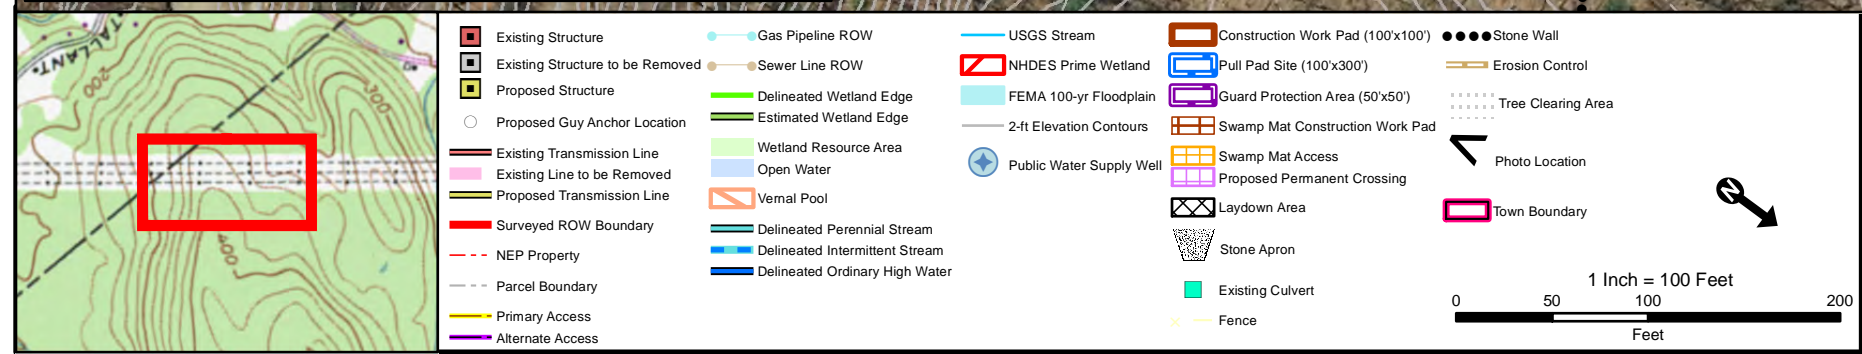 TALLANT
200
300
400
Existing Structure
Existing Structure to be Removed
Proposed Structure
Proposed Guy Anchor Location
Existing Transmission Line
Existing Line to be Removed
Proposed Transmission Line
Surveyed ROW Boundary
NEP Property
Parcel Boundary
Primary Access
Alternate Access
Gas Pipeline ROW
Sewer Line ROW
Delineated Wetland Edge
Estimated Wetland Edge
Wetland Resource Area
Open Water
Vernal Pool
Delineated Perennial Stream
Delineated Intermittent Stream
Delineated Ordinary High Water
USGS Stream
NHDES Prime Wetland
FEMA 100-yr Floodplain
2-ft Elevation Contours
Public Water Supply Well
Construction Work Pad (100'x100')
Pull Pad Site (100'x300')
Guard Protection Area (50'x50')
Swamp Mat Construction Work Pad
Swamp Mat Access
Proposed Permanent Crossing
Laydown Area
Stone Apron
Existing Culvert
Fence
Stone Wall
Erosion Control
Tree Clearing Area
Photo Location
Town Boundary
N
1 Inch = 100 Feet
0 50 100 200
Feet